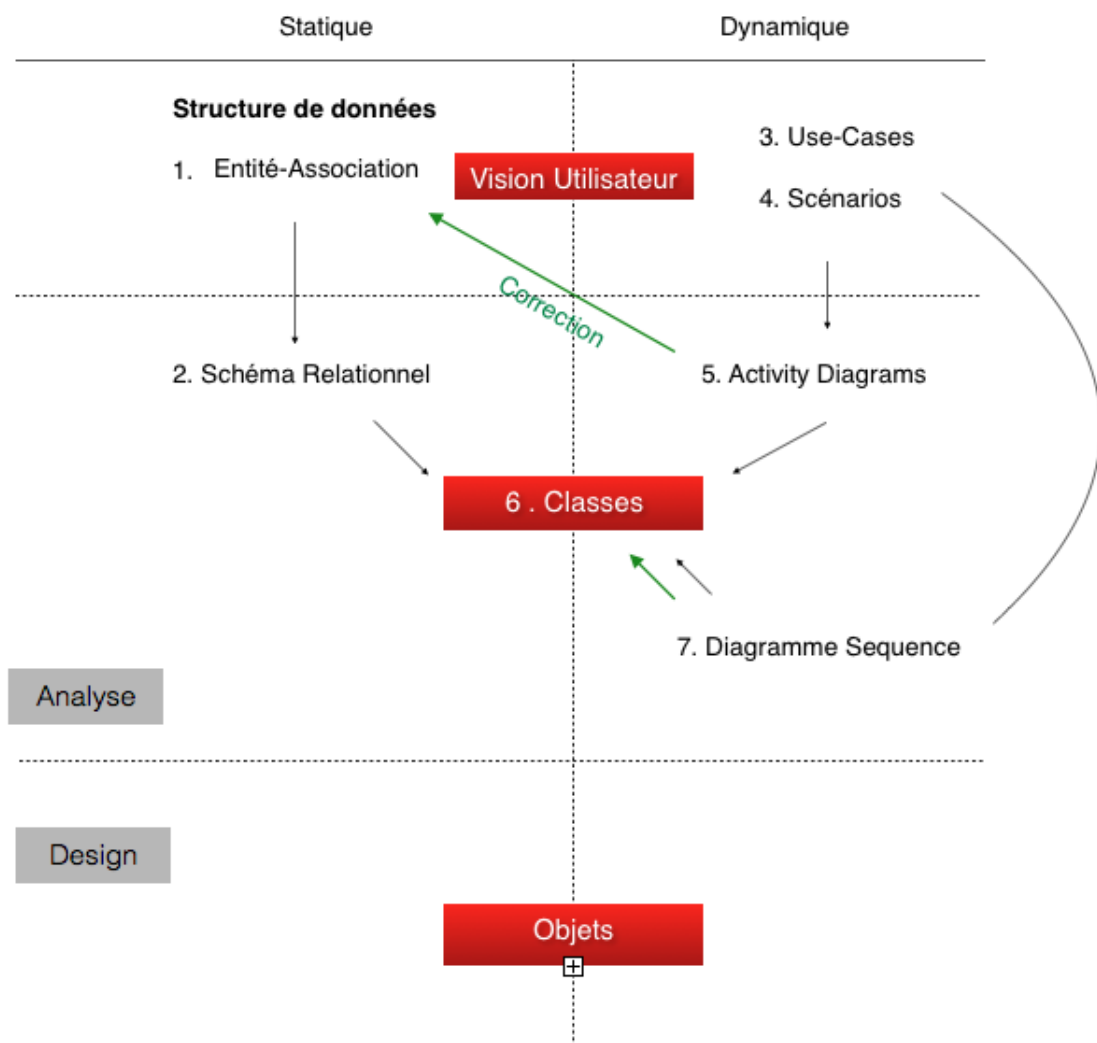 Statique
Dynamique
Structure de données
1. Entité-Association
Vision Utilisateur
3. Use-Cases
4. Scénarios
Correction
2. Schéma Relationnel
5. Activity Diagrams
6 . Classes
7. Diagramme Sequence
Analyse
Design
Objets